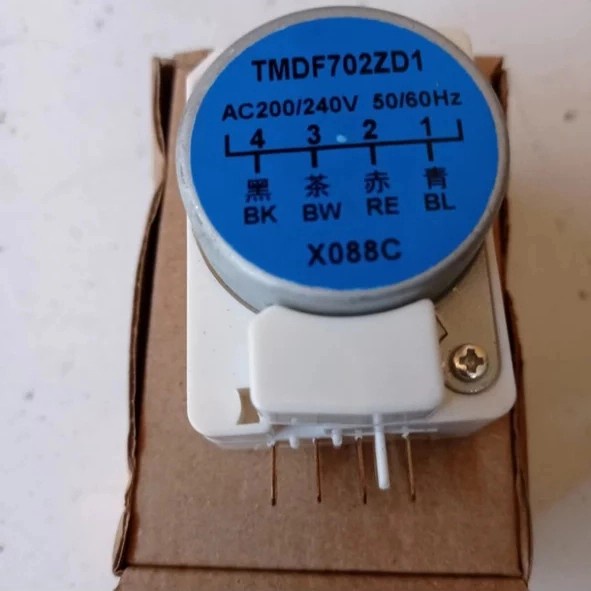 TMDF702ZD1
AC200/240V 50/60Hz
4 3 2 1
黑 茶 赤 青
BK BW RE BL
X088C